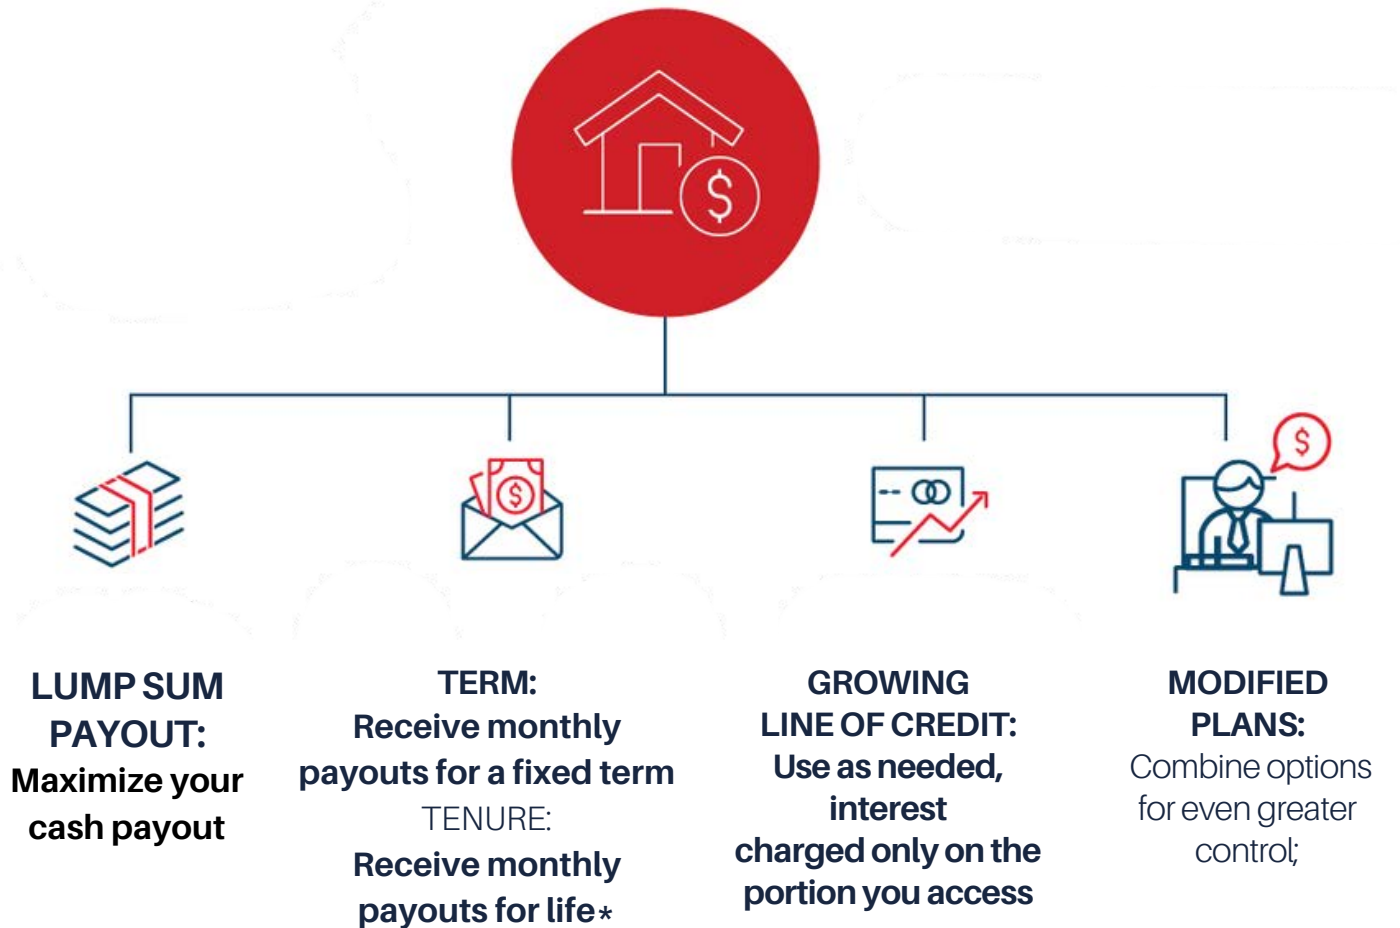 $
$
$
LUMP SUM
PAYOUT:
Maximize your
cash payout
TERM:
Receive monthly
payouts for a fixed term
TENURE:
Receive monthly
payouts for life*
GROWING
LINE OF CREDIT:
Use as needed,
interest
charged only on the
portion you access
MODIFIED
PLANS:
Combine options
for even greater
control;